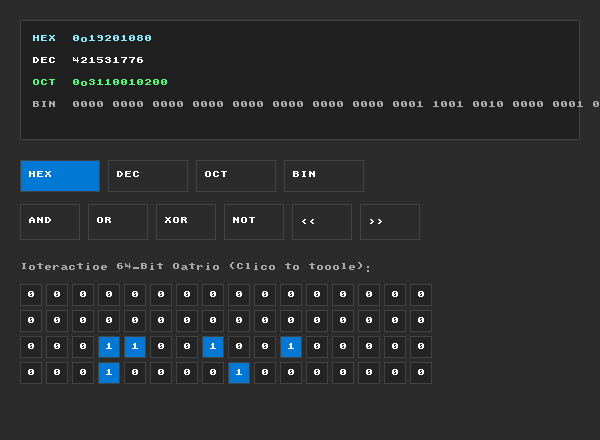 HEX 0o19201080
DEC 421531776
OCT 0o3110010200
BIN 0000 0000 0000 0000 0000 0000 0000 0000 0001 1001 0010 0000 0001 0
HEX DEC OCT BIN
AND OR XOR NOT << >>
Ioteractioe 64-Bit Oatrio (Clico to tooole);
0 0 0 0 0 0 0 0 0 0 0 0 0 0 0 0
0 0 0 0 0 0 0 0 0 0 0 0 0 0 0 0
0 0 0 1 1 0 0 1 0 0 1 0 0 0 0 0
0 0 0 1 0 0 0 0 1 0 0 0 0 0 0 0